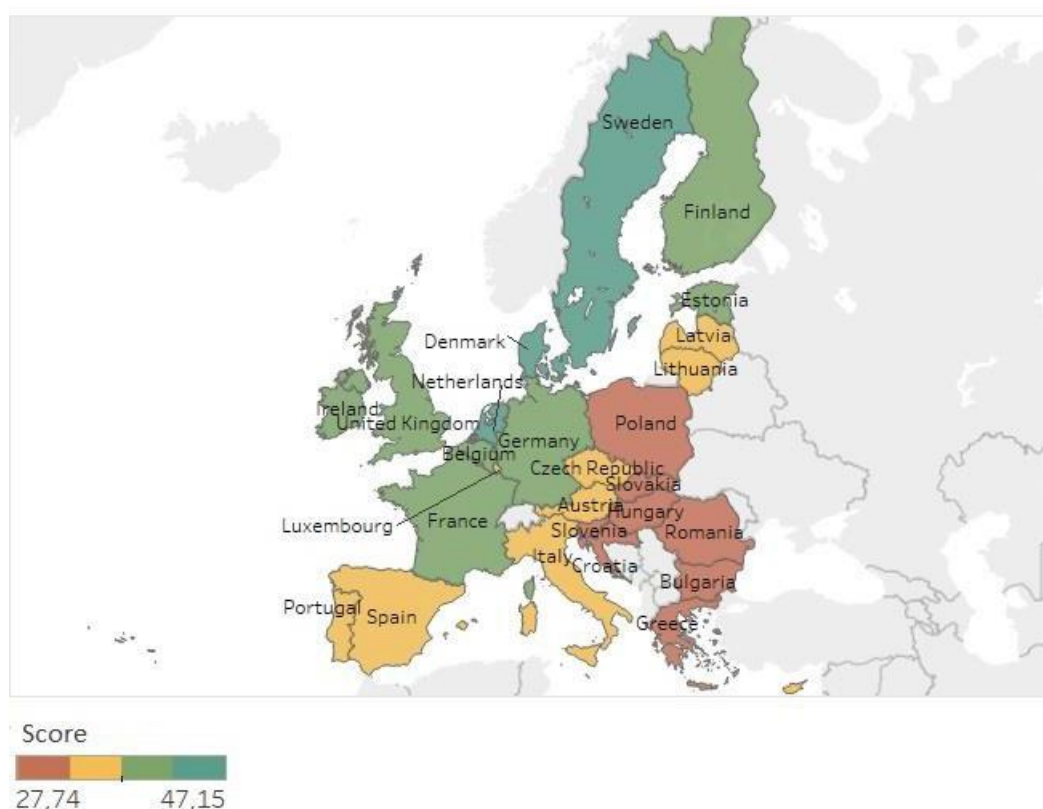 Sweden
Finland
Estonia
Denmark
Latvia
Lithuania
Netherlands
Ireland
United Kingdom
Poland
Germany
Belgium
Czech Republic
Slovakia
Austria
Hungary
Luxembourg
France
Slovenia
Romania
Italy
Croatia
Bulgaria
Portugal
Spain
Greece
Score
27,74 47,15